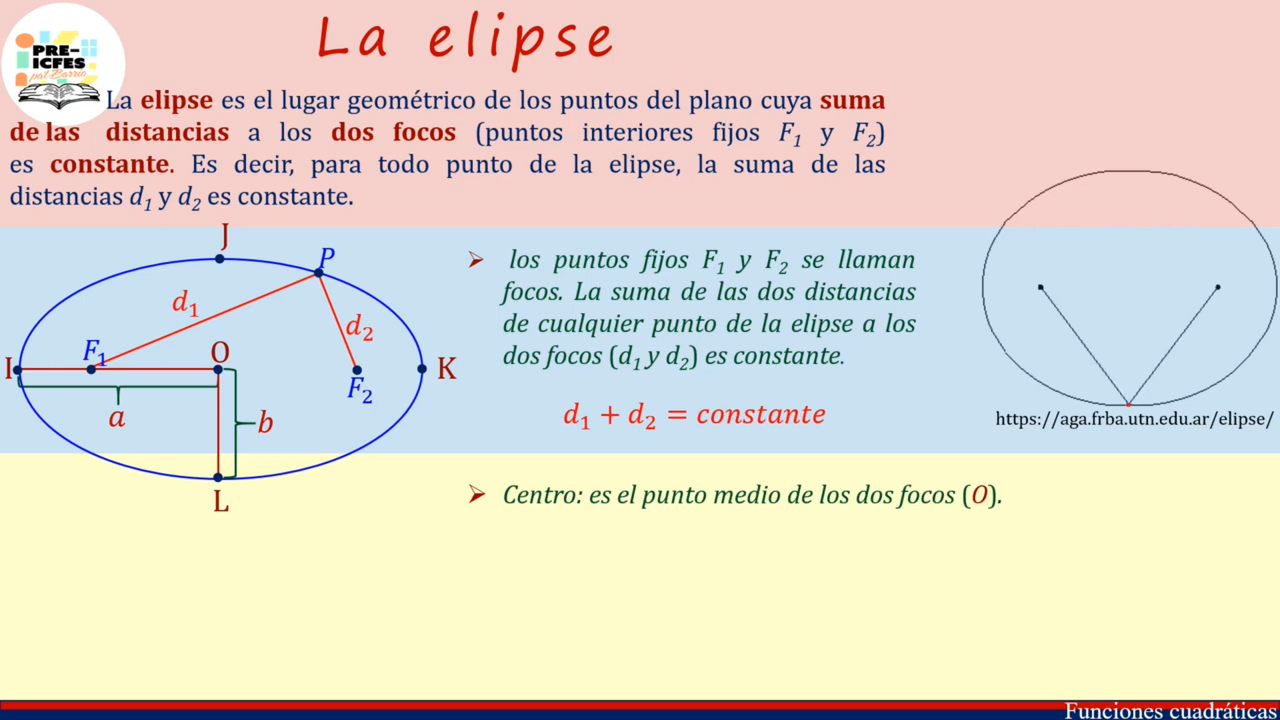 La elipse
PRE-
ICFES
pal Barrio
La elipse es el lugar geométrico de los puntos del plano cuya suma
de las distancias a los dos focos (puntos interiores fijos F₁ y F₂)
es constante. Es decir, para todo punto de la elipse, la suma de las
distancias d₁ y d₂ es constante.
J
P
d₁
d₂
F₁
O
I
K
F₂
a
b
L
➢ los puntos fijos F₁ y F₂ se llaman
focos. La suma de las dos distancias
de cualquier punto de la elipse a los
dos focos (d₁ y d₂) es constante.
d₁ + d₂ = constante
https://aga.frba.utn.edu.ar/elipse/
➢ Centro: es el punto medio de los dos focos (O).
Funciones cuadráticas